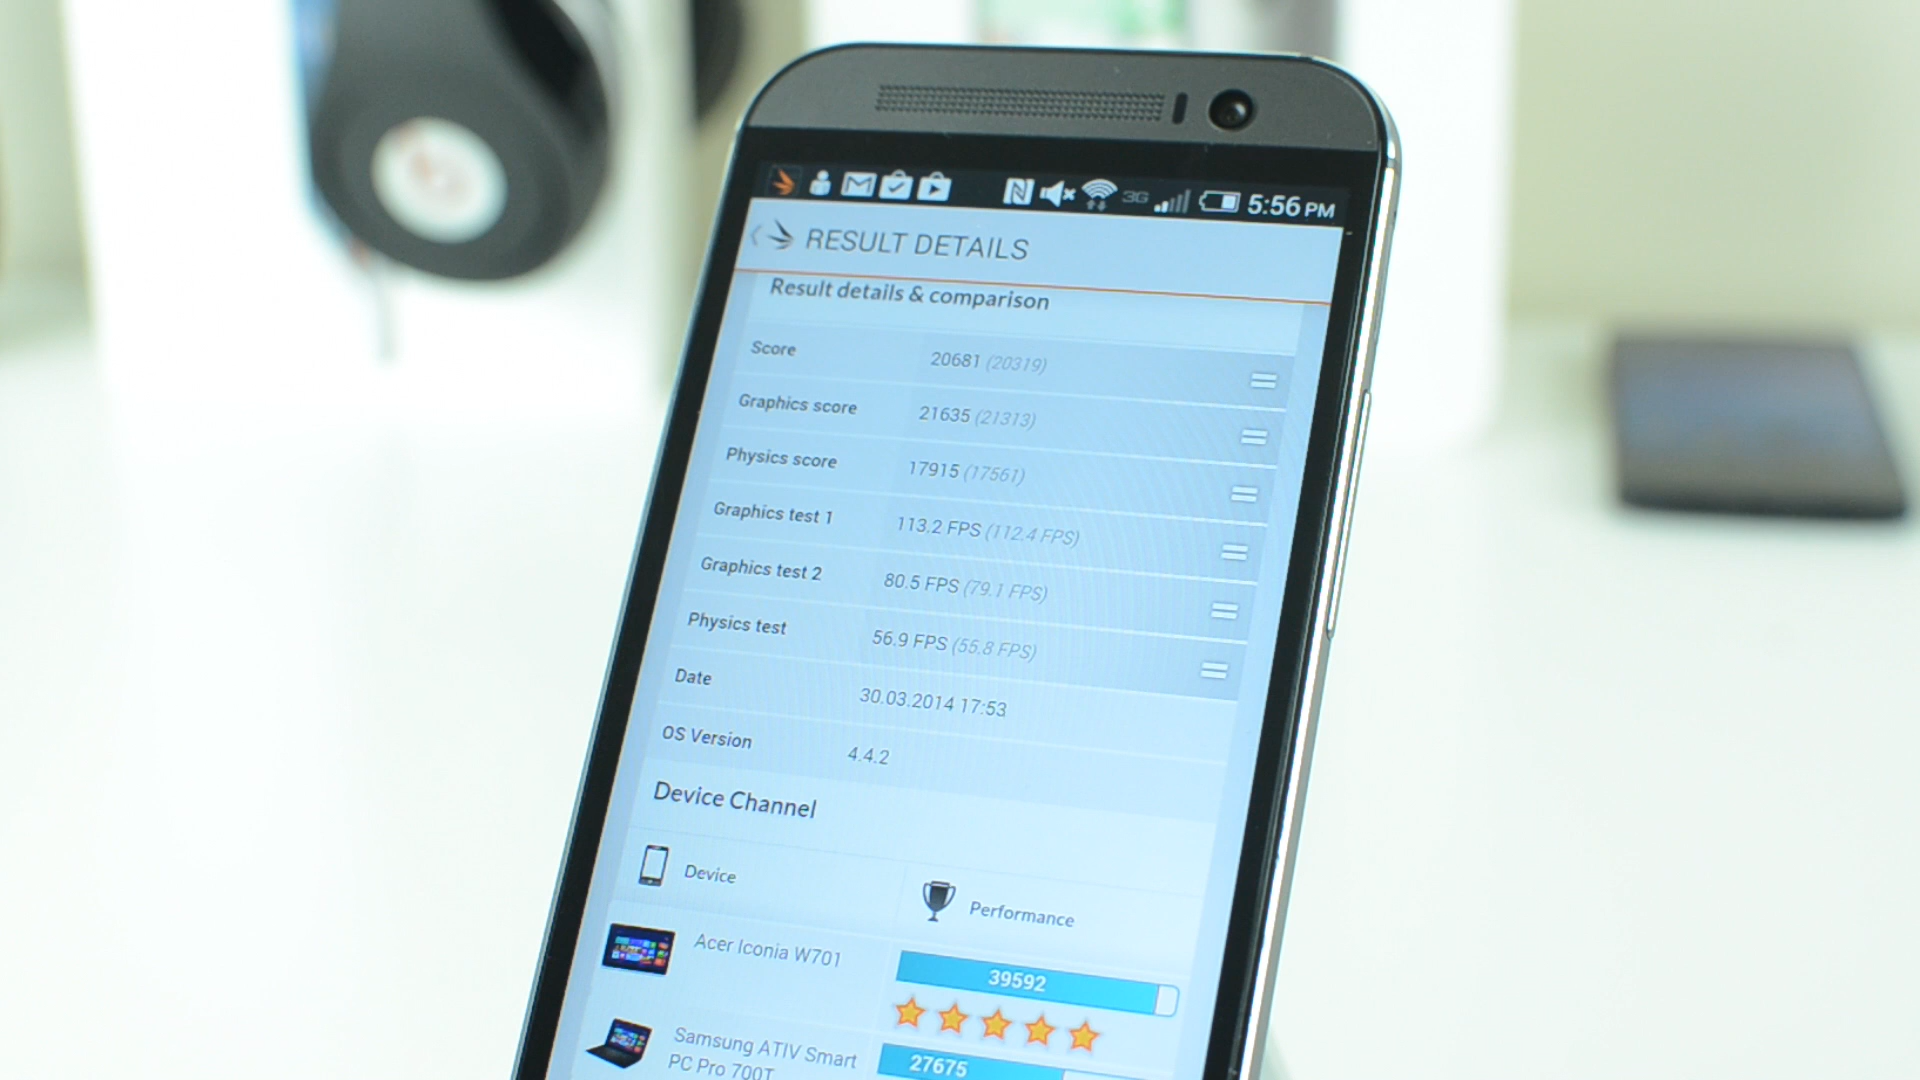 3G 5:56 PM
RESULT DETAILS
Result details & comparison
Score 20681 (20319)
Graphics score 21635 (21313)
Physics score 17915 (17561)
Graphics test 1 113.2 FPS (112.4 FPS)
Graphics test 2 80.5 FPS (79.1 FPS)
Physics test 56.9 FPS (55.8 FPS)
Date 30.03.2014 17:53
OS Version 4.4.2
Device Channel
Device Performance
Acer Iconia W701 39592
Samsung ATIV Smart 27675
PC Pro 700T